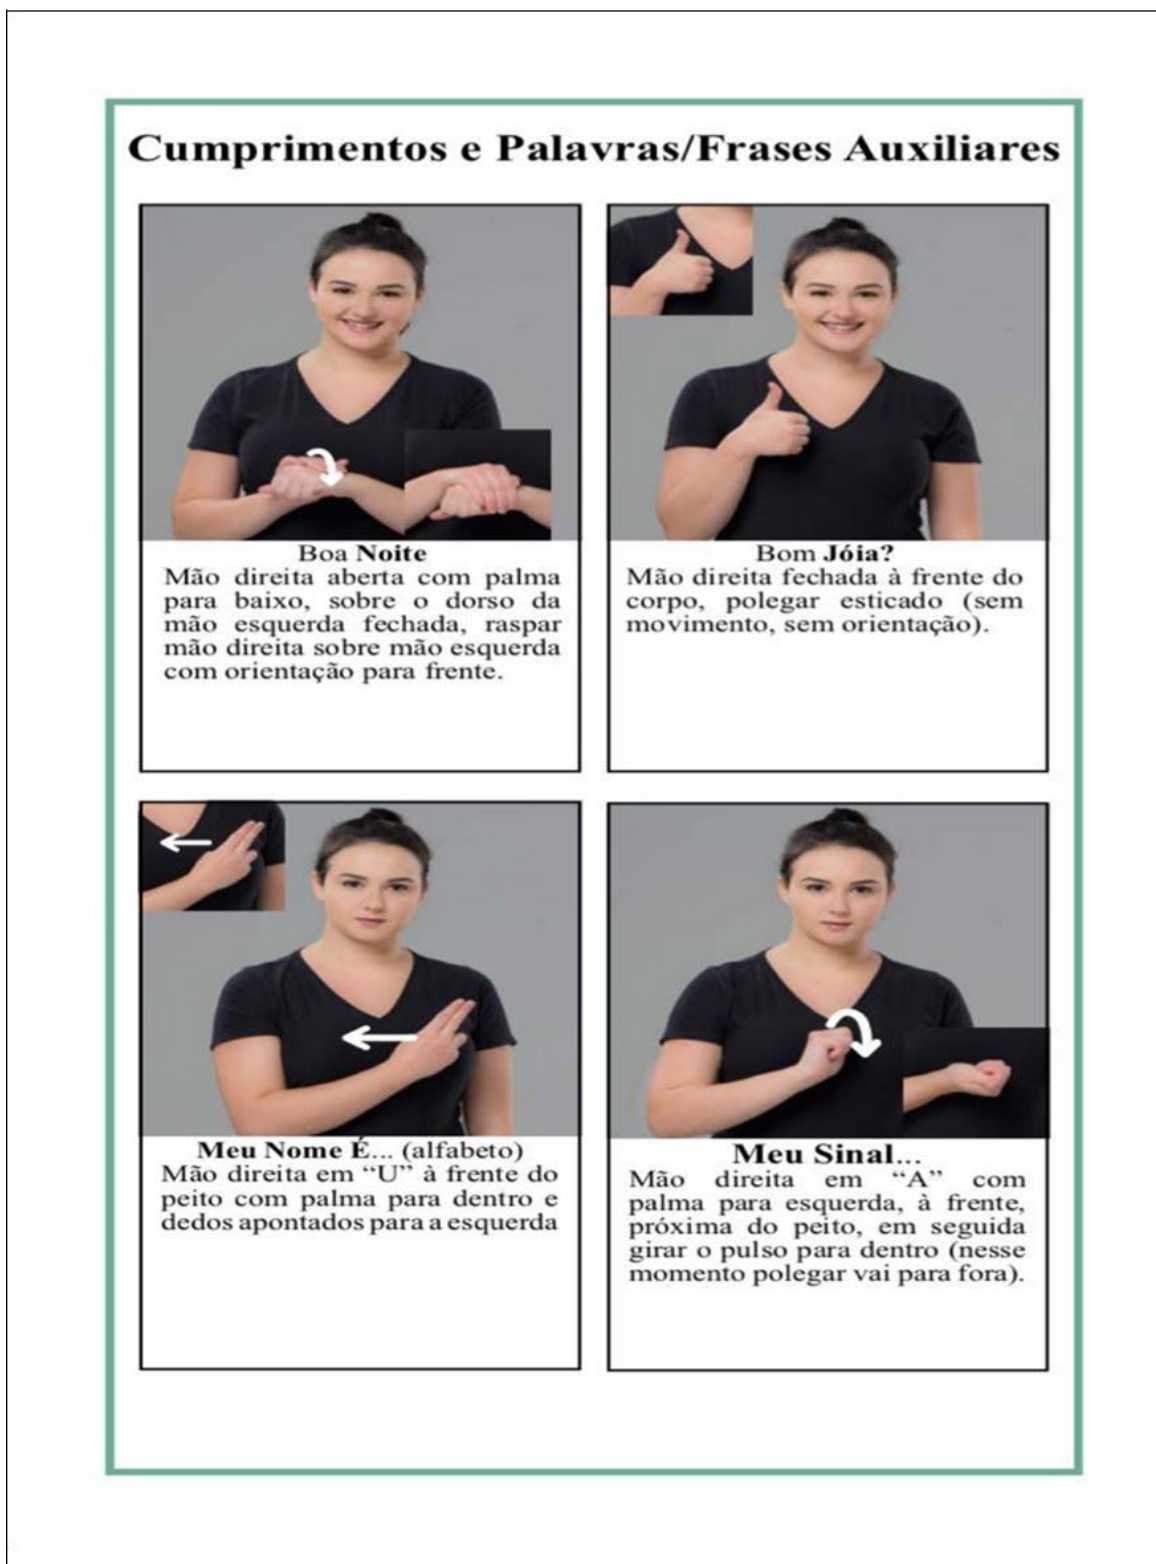 Cumprimentos e Palavras/Frases Auxiliares
Boa Noite
Mão direita aberta com palma
para baixo, sobre o dorso da
mão esquerda fechada, raspar
mão direita sobre mão esquerda
com orientação para frente.
Bom Jóia?
Mão direita fechada à frente do
corpo, polegar esticado (sem
movimento, sem orientação).
Meu Nome É... (alfabeto)
Mão direita em “U” à frente do
peito com palma para dentro e
dedos apontados para a esquerda
Meu Sinal...
Mão direita em “A” com
palma para esquerda, à frente,
próxima do peito, em seguida
girar o pulso para dentro (nesse
momento polegar vai para fora).